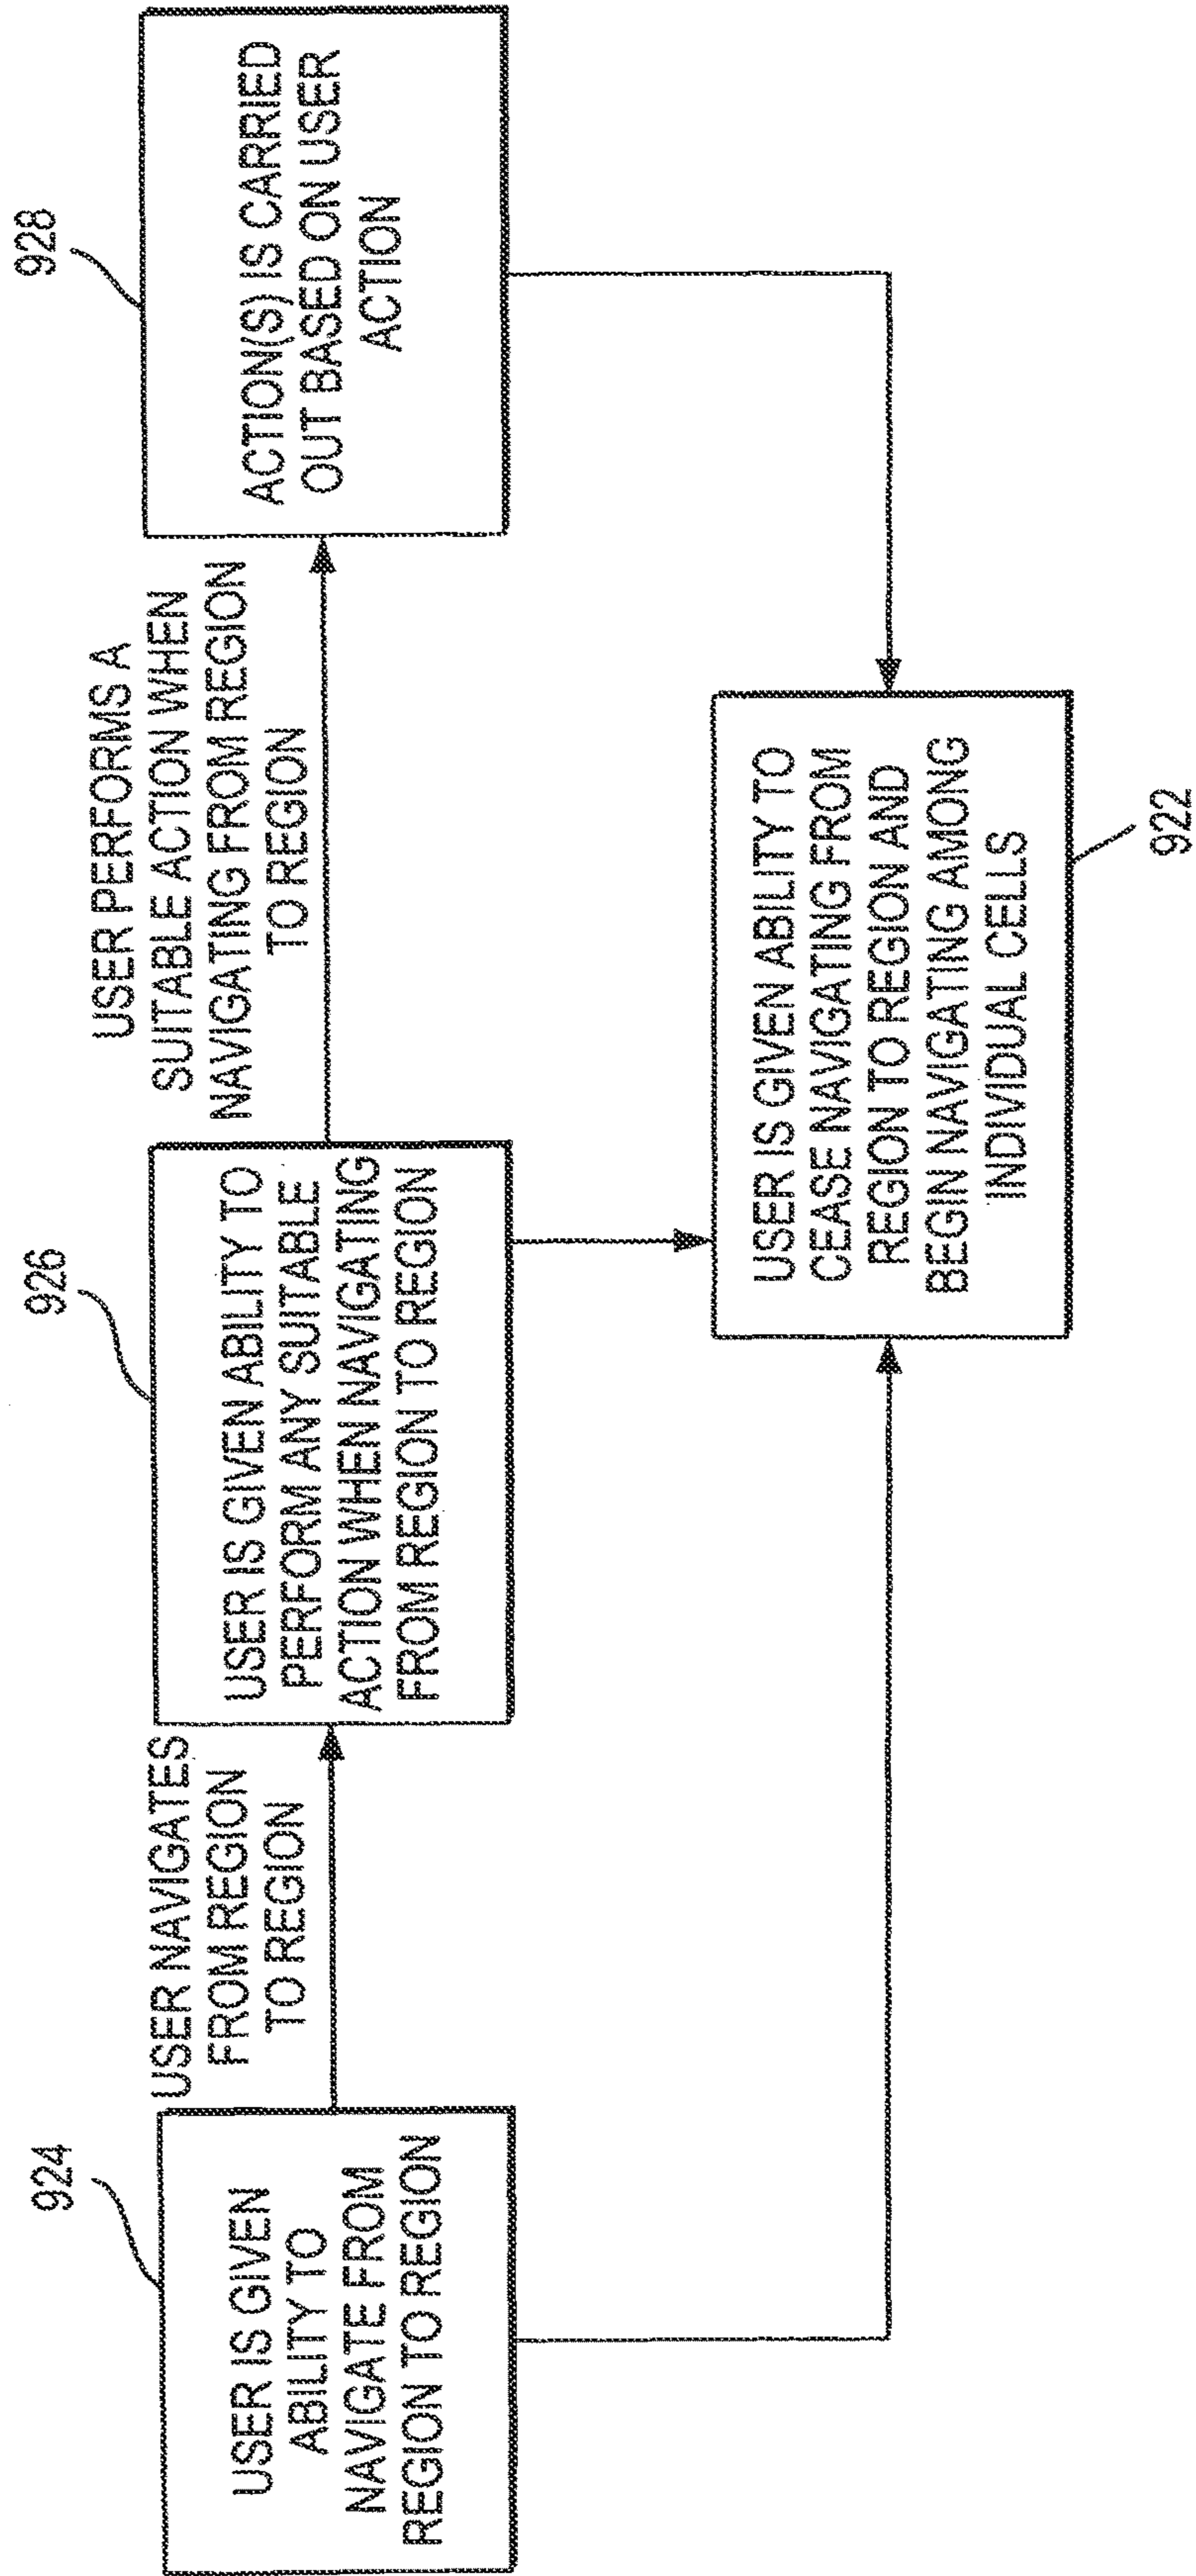 924
USER IS GIVEN
ABILITY TO
NAVIGATE FROM
REGION TO REGION
USER NAVIGATES
FROM REGION
TO REGION
926
USER IS GIVEN ABILITY TO
PERFORM ANY SUITABLE
ACTION WHEN NAVIGATING
FROM REGION TO REGION
USER PERFORMS A
SUITABLE ACTION WHEN
NAVIGATING FROM REGION
TO REGION
928
ACTION(S) IS CARRIED
OUT BASED ON USER
ACTION
USER IS GIVEN ABILITY TO
CEASE NAVIGATING FROM
REGION TO REGION AND
BEGIN NAVIGATING AMONG
INDIVIDUAL CELLS
922